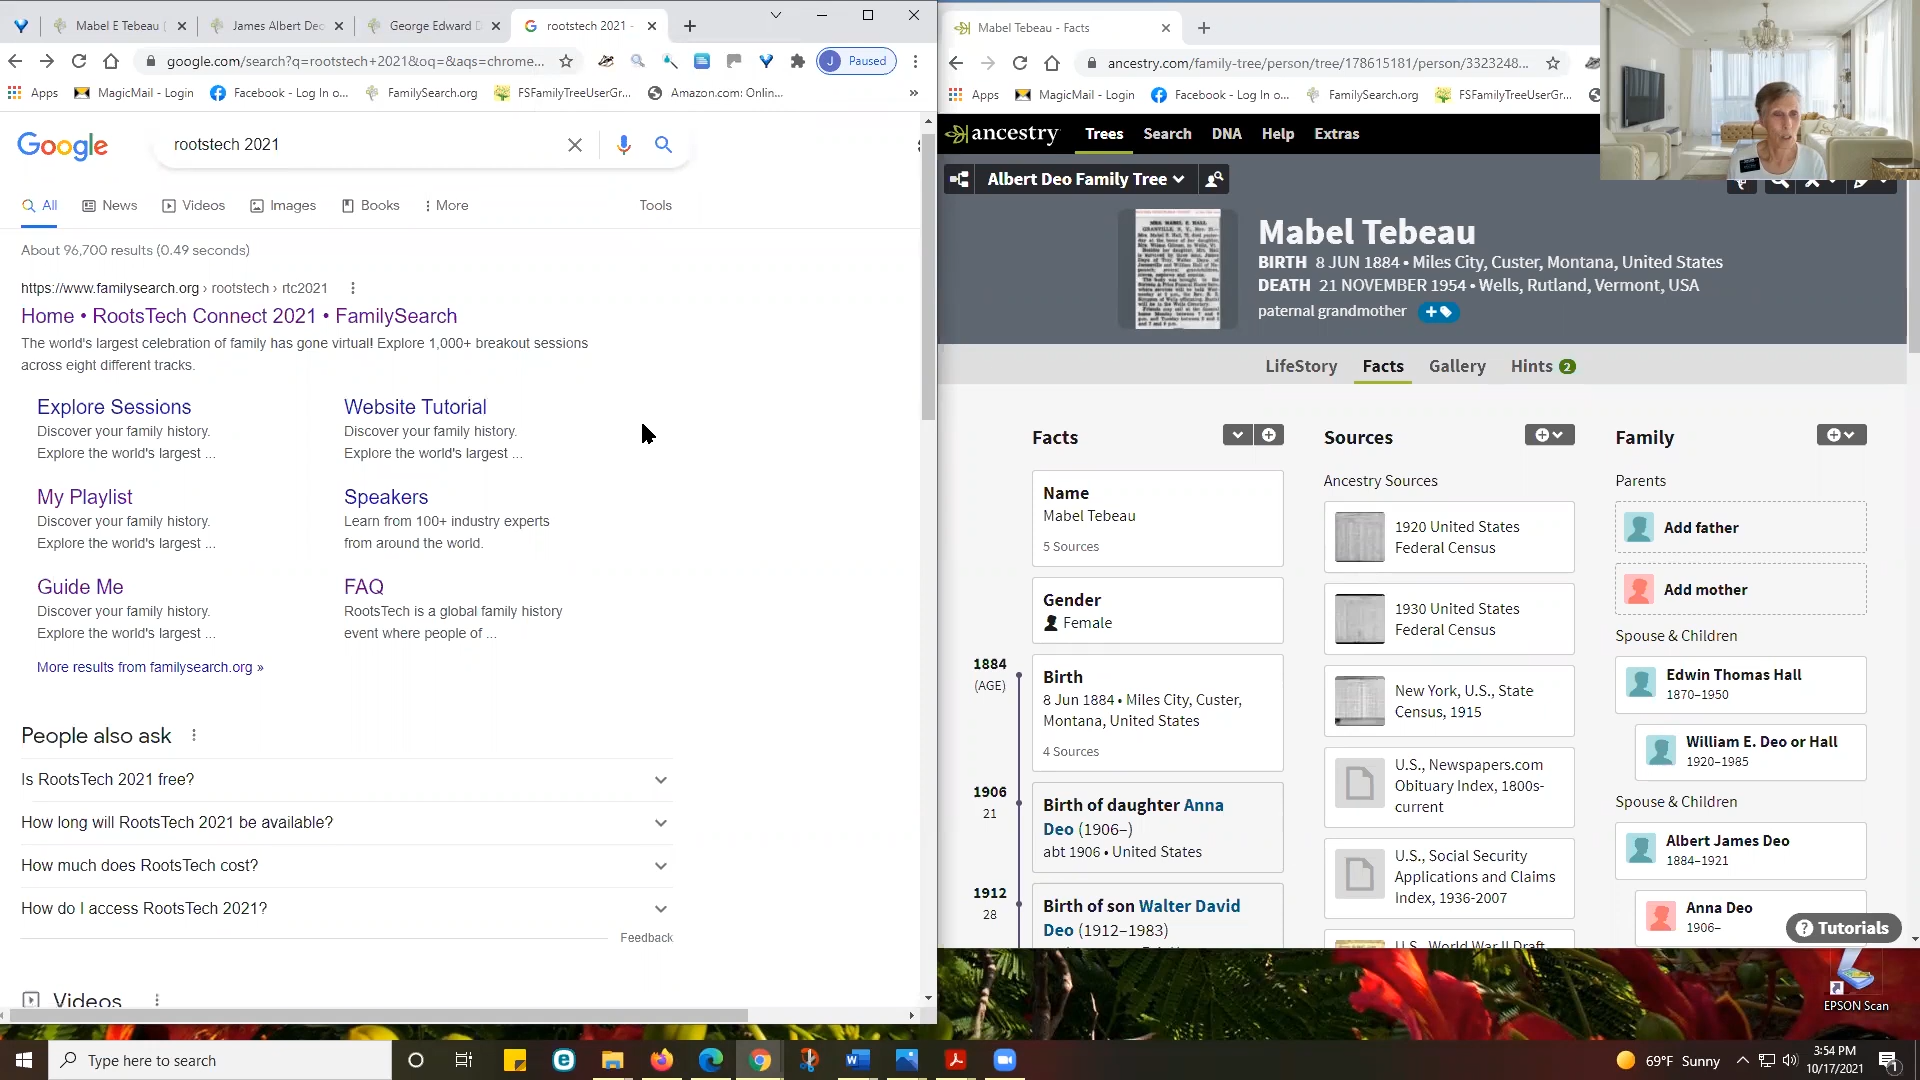 Mabel E Tebeau (
James Albert Deo
George Edward D
rootstech 2021 -
google.com/search?q=rootstech+2021&oq=&aqs=chrome...
J Paused
Apps
MagicMail - Login
Facebook - Log In o...
FamilySearch.org
FSFamilyTreeUserGr...
Amazon.com: Onlin...
»
Google
rootstech 2021
All
News
Videos
Images
Books
More
Tools
About 96,700 results (0.49 seconds)
https://www.familysearch.org › rootstech › rtc2021
Home • RootsTech Connect 2021 • FamilySearch
The world's largest celebration of family has gone virtual! Explore 1,000+ breakout sessions
across eight different tracks.
Explore Sessions
Discover your family history.
Explore the world's largest ...
Website Tutorial
Discover your family history.
Explore the world's largest ...
My Playlist
Discover your family history.
Explore the world's largest ...
Speakers
Learn from 100+ industry experts
from around the world.
Guide Me
Discover your family history.
Explore the world's largest ...
FAQ
RootsTech is a global family history
event where people of ...
More results from familysearch.org »
People also ask
Is RootsTech 2021 free?
How long will RootsTech 2021 be available?
How much does RootsTech cost?
How do I access RootsTech 2021?
Feedback
Videos
Mabel Tebeau - Facts
ancestry.com/family-tree/person/tree/178615181/person/3323248...
Apps
MagicMail - Login
Facebook - Log In o...
FamilySearch.org
FSFamilyTreeUserGr...
ancestry
Trees
Search
DNA
Help
Extras
Albert Deo Family Tree
MRS. MABEL E. HALL
Mabel Tebeau
BIRTH 8 JUN 1884 • Miles City, Custer, Montana, United States
DEATH 21 NOVEMBER 1954 • Wells, Rutland, Vermont, USA
paternal grandmother
LifeStory
Facts
Gallery
Hints 2
Facts
Name
Mabel Tebeau
5 Sources
Gender
Female
1884
(AGE)
Birth
8 Jun 1884 • Miles City, Custer,
Montana, United States
4 Sources
1906
21
Birth of daughter Anna
Deo (1906–)
abt 1906 • United States
1912
28
Birth of son Walter David
Deo (1912–1983)
Sources
Ancestry Sources
1920 United States
Federal Census
1930 United States
Federal Census
New York, U.S., State
Census, 1915
U.S., Newspapers.com
Obituary Index, 1800s-
current
U.S., Social Security
Applications and Claims
Index, 1936-2007
U.S., World War II Draft
Family
Parents
Add father
Add mother
Spouse & Children
Edwin Thomas Hall
1870–1950
William E. Deo or Hall
1920–1985
Spouse & Children
Albert James Deo
1884–1921
Anna Deo
1906–
? Tutorials
EPSON Scan
Type here to search
69°F Sunny
3:54 PM
10/17/2021
1